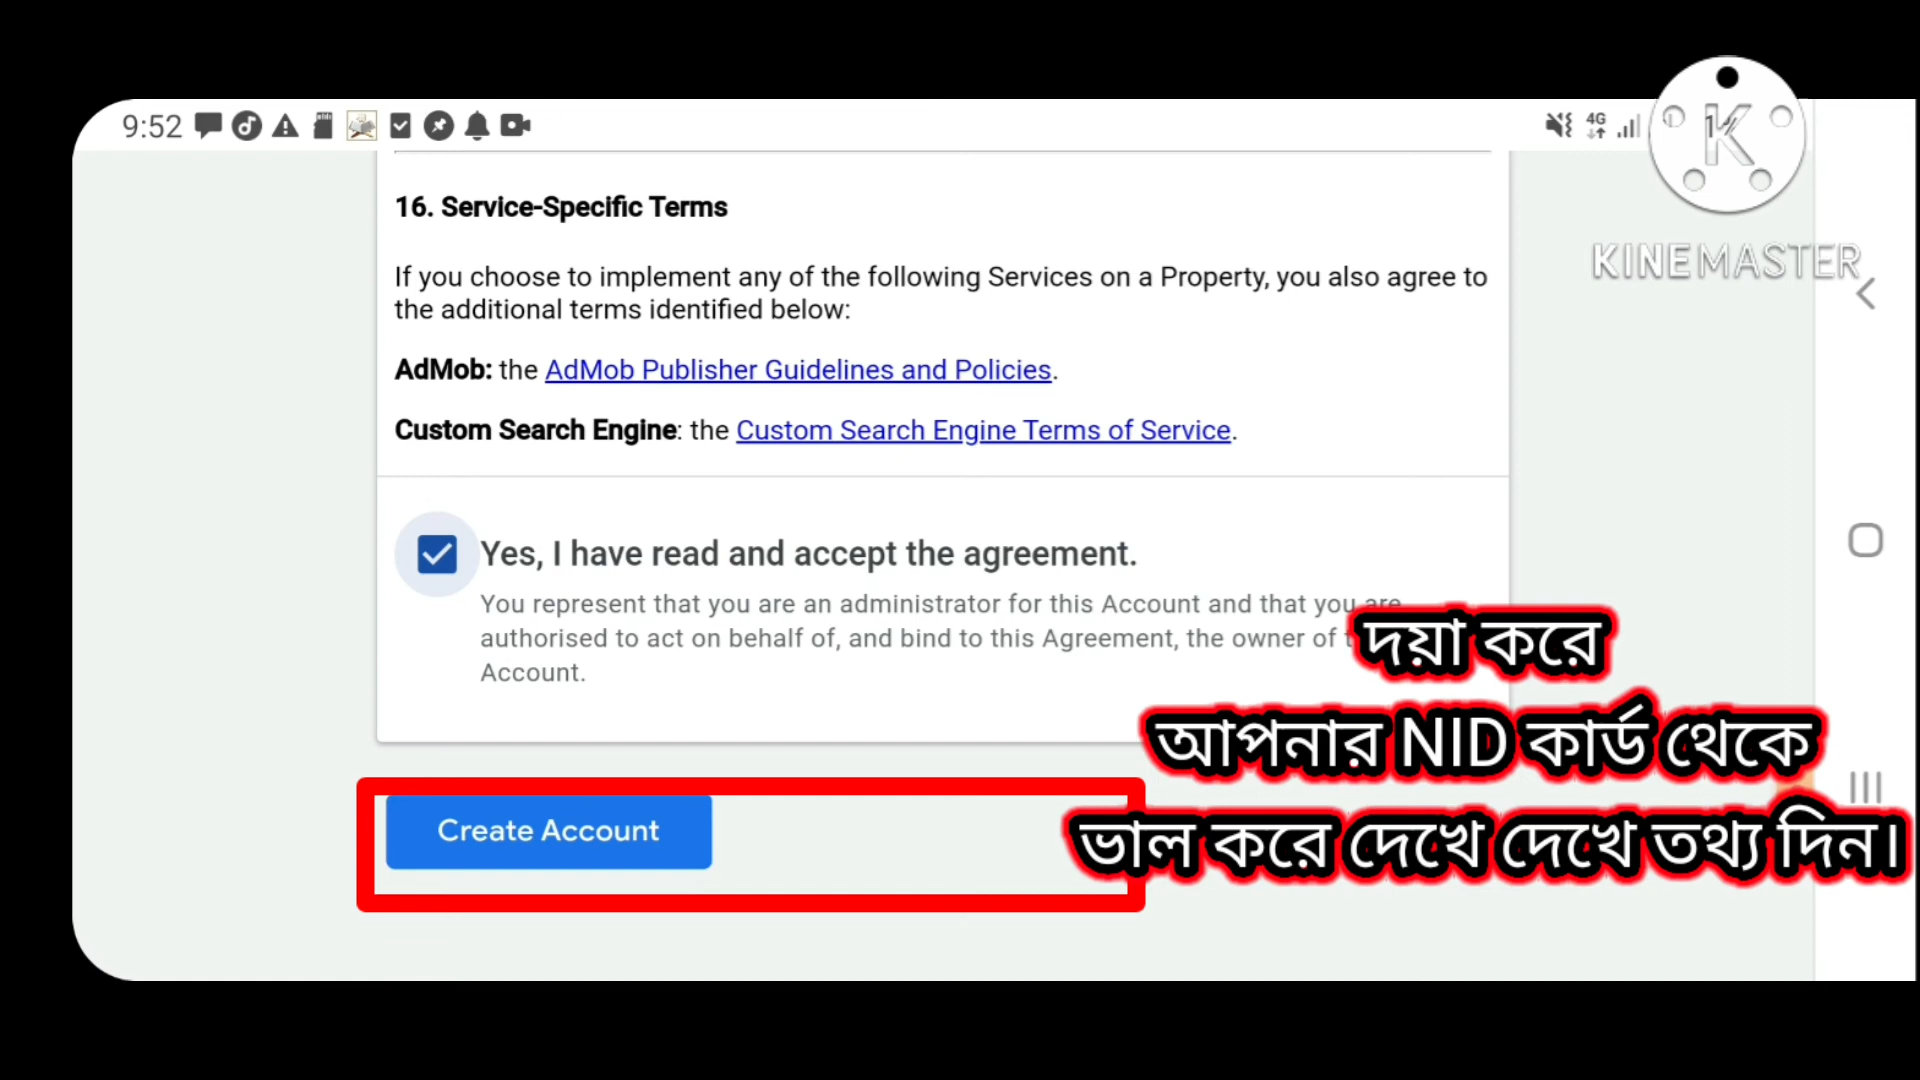 9:52
4G
K
KINEMASTER
16. Service-Specific Terms
If you choose to implement any of the following Services on a Property, you also agree to
the additional terms identified below:
AdMob: the AdMob Publisher Guidelines and Policies.
Custom Search Engine: the Custom Search Engine Terms of Service.
Yes, I have read and accept the agreement.
You represent that you are an administrator for this Account and that you are
authorised to act on behalf of, and bind to this Agreement, the owner of
Account.
দয়া করে
আপনার NID কার্ড থেকে
ভাল করে দেখে দেখে তথ্য দিন।
Create Account